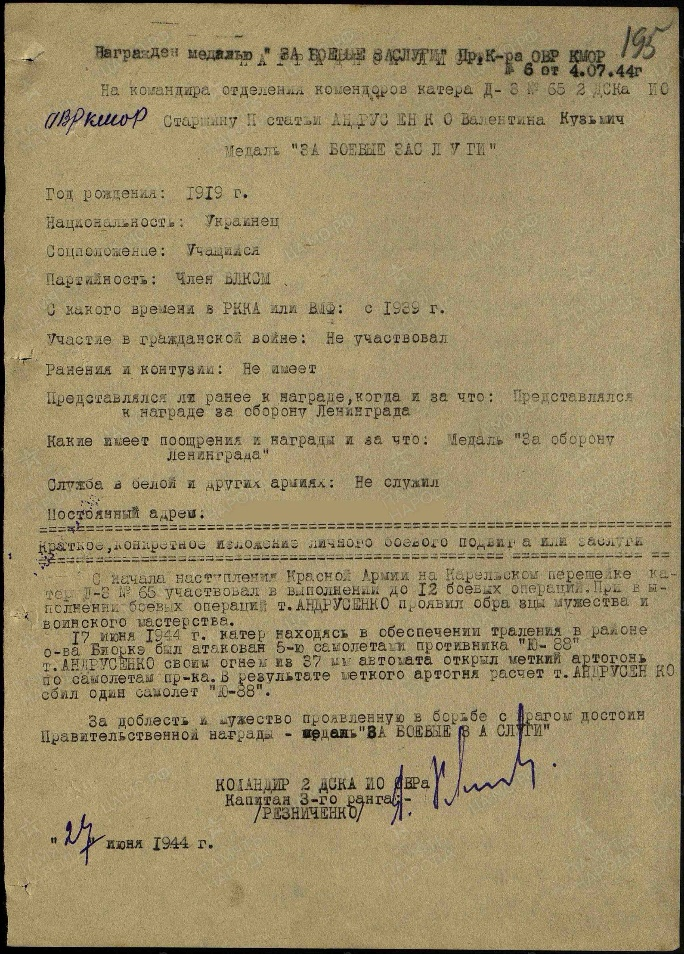 195
Награжден медалью "ЗА БОЕВЫЕ ЗАСЛУГИ" Пр.К-ра ОВР КМОР
№ 6 от 4.07.44г
На командира отделения комендоров катера Д-3 № 65 2 ДСКа ИО
ОВР КМОР Старшину II статьи АНДРУСЕНКО Валентина Кузьмич
Медаль "ЗА БОЕВЫЕ ЗАСЛУГИ"
Год рождения: 1919 г.
Национальность: Украинец
Соцположение: Учащийся
Партийность: Член ВЛКСМ
С какого времени в РККА или ВМФ: с 1939 г.
Участие в гражданской войне: Не участвовал
Ранения и контузии: Не имеет
Представлялся ли ранее к награде,когда и за что: Представлялся
к награде за оборону Ленинграда
Какие имеет поощрения и награды и за что: Медаль "За оборону
Ленинграда"
Служба в белой и других армиях: Не служил
Постоянный адрем:
Краткое,конкретное изложение личного боевого подвига или заслуги
С начала наступления Красной Армии на Карельском перешейке ка-
тер Д-3 № 65 участвовал в выполнении до 12 боевых операций.При вы-
полнении боевых операций т.АНДРУСЕНКО проявил образцы мужества и
воинского мастерства.
17 июня 1944 г. катер находясь в обеспечении траления в районе
о-ва Биоркэ был атакован 5-ю самолетами противника "Ю-88"
т.АНДРУСЕНКО своим огнем из 37 мм автомата открыл меткий артогонь
по самолетам пр-ка.В результате меткого артогня расчет т.АНДРУСЕНКО
сбил один самолет "Ю-88".
За доблесть и мужество проявленную в борьбе с врагом достоин
Правительственной награды - медаль"ЗА БОЕВЫЕ ЗАСЛУГИ"
КОМАНДИР 2 ДСКА ИО ОВРа
Капитан 3-го ранга:-
/РЕЗНИЧЕНКО/
"27" июня 1944 г.